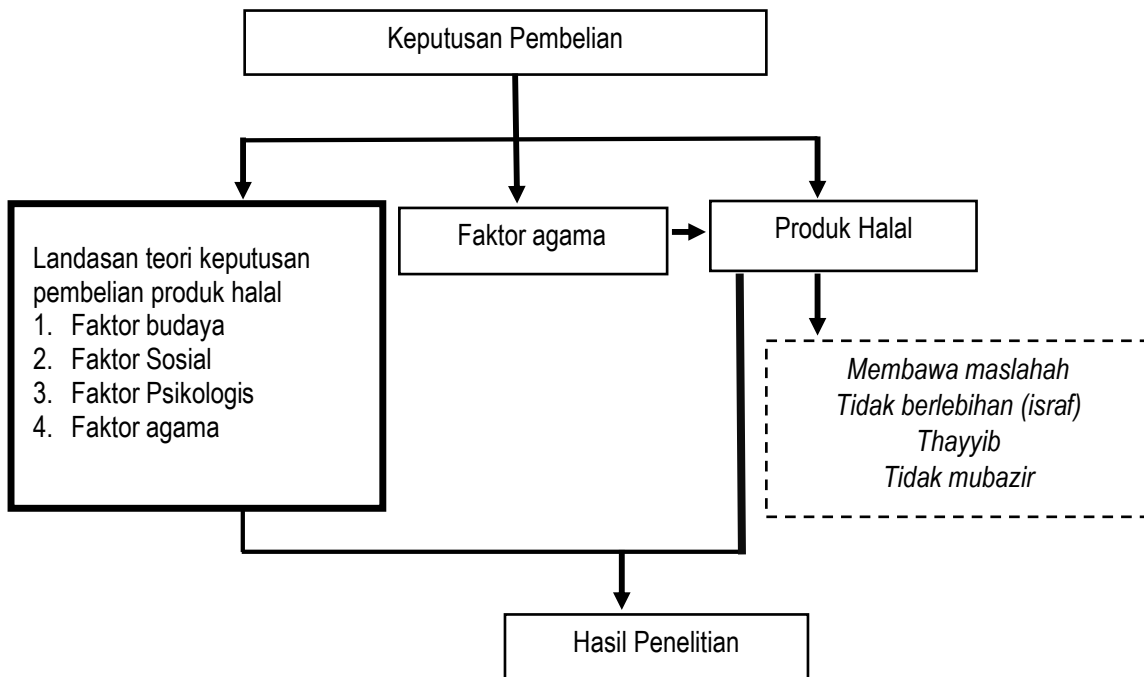 Keputusan Pembelian
Landasan teori keputusan
pembelian produk halal
1. Faktor budaya
2. Faktor Sosial
3. Faktor Psikologis
4. Faktor agama
Faktor agama
Produk Halal
Membawa maslahah
Tidak berlebihan (israf)
Thayyib
Tidak mubazir
Hasil Penelitian